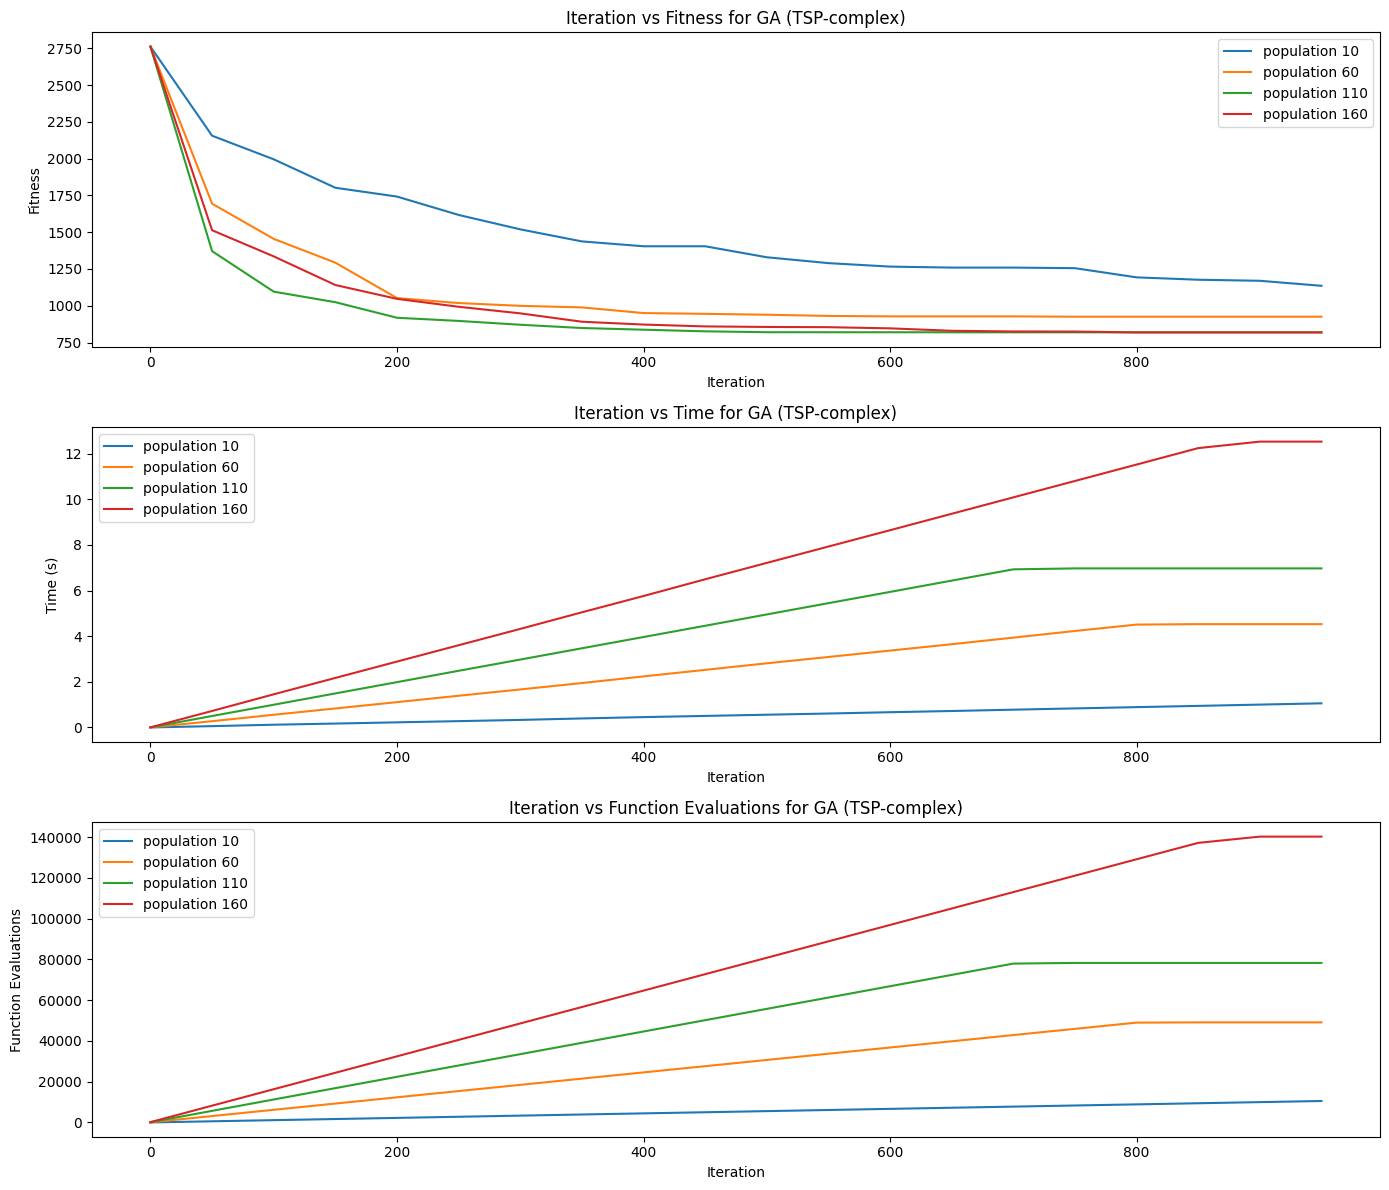 Iteration vs Fitness for GA (TSP-complex)
2750
2500
2250
2000
1750
1500
1250
1000
750
Fitness
population 10
population 60
population 110
population 160
0 200 400 600 800
Iteration
Iteration vs Time for GA (TSP-complex)
12
10
8
6
4
2
0
Time (s)
population 10
population 60
population 110
population 160
0 200 400 600 800
Iteration
Iteration vs Function Evaluations for GA (TSP-complex)
140000
120000
100000
80000
60000
40000
20000
0
Function Evaluations
population 10
population 60
population 110
population 160
0 200 400 600 800
Iteration